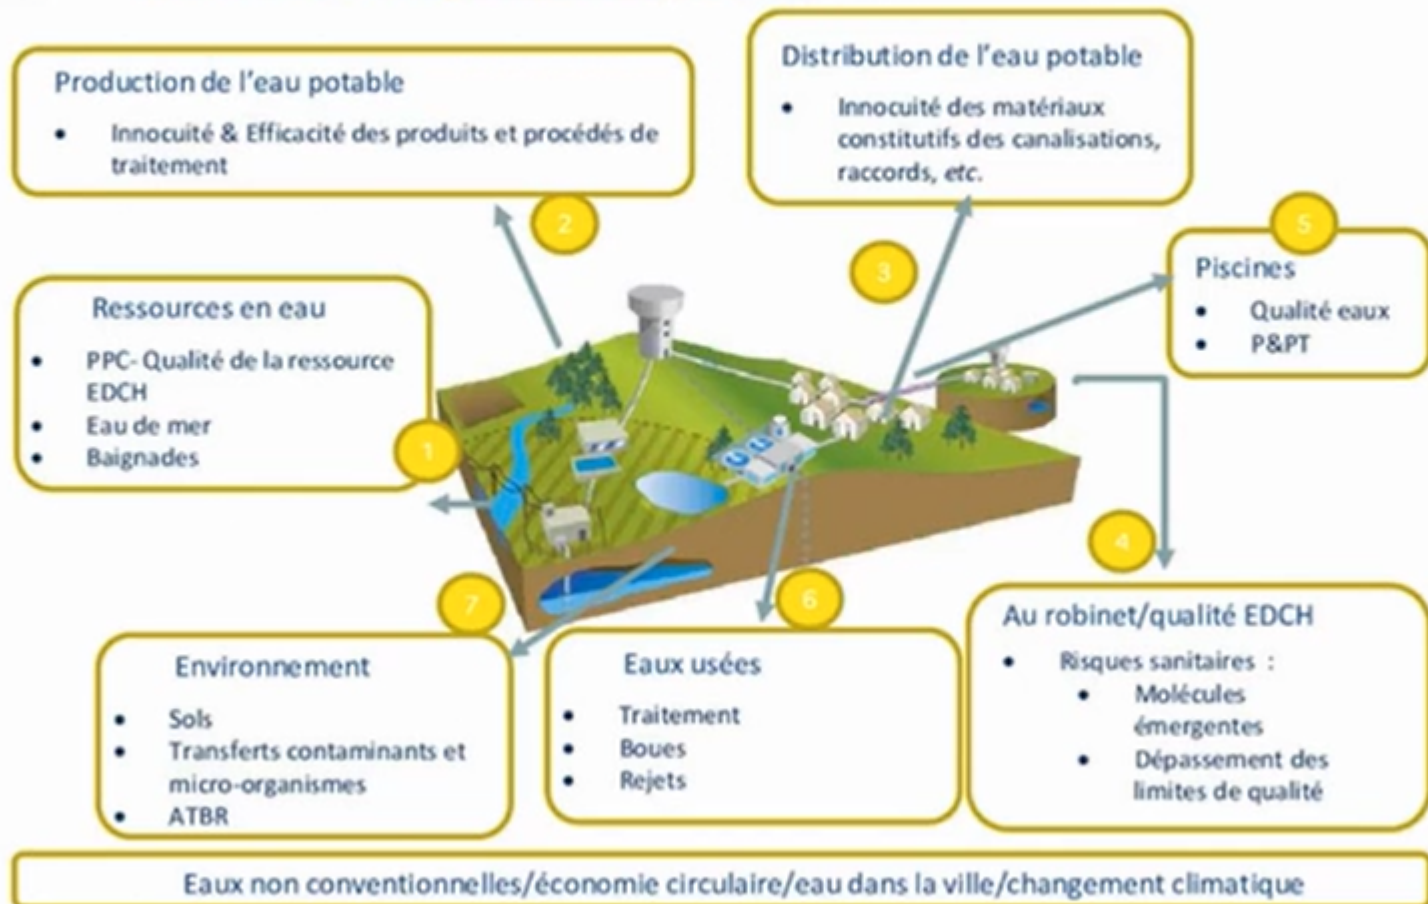 Production de l'eau potable
• Innocuité & Efficacité des produits et procédés de
traitement
2
Distribution de l'eau potable
• Innocuité des matériaux
constitutifs des canalisations,
raccords, etc.
3
5
Piscines
• Qualité eaux
• P&PT
Ressources en eau
• PPC- Qualité de la ressource
EDCH
• Eau de mer
• Baignades
1
4
Au robinet/qualité EDCH
• Risques sanitaires :
• Molécules
émergentes
• Dépassement des
limites de qualité
7
Environnement
• Sols
• Transferts contaminants et
micro-organismes
• ATBR
6
Eaux usées
• Traitement
• Boues
• Rejets
Eaux non conventionnelles/économie circulaire/eau dans la ville/changement climatique